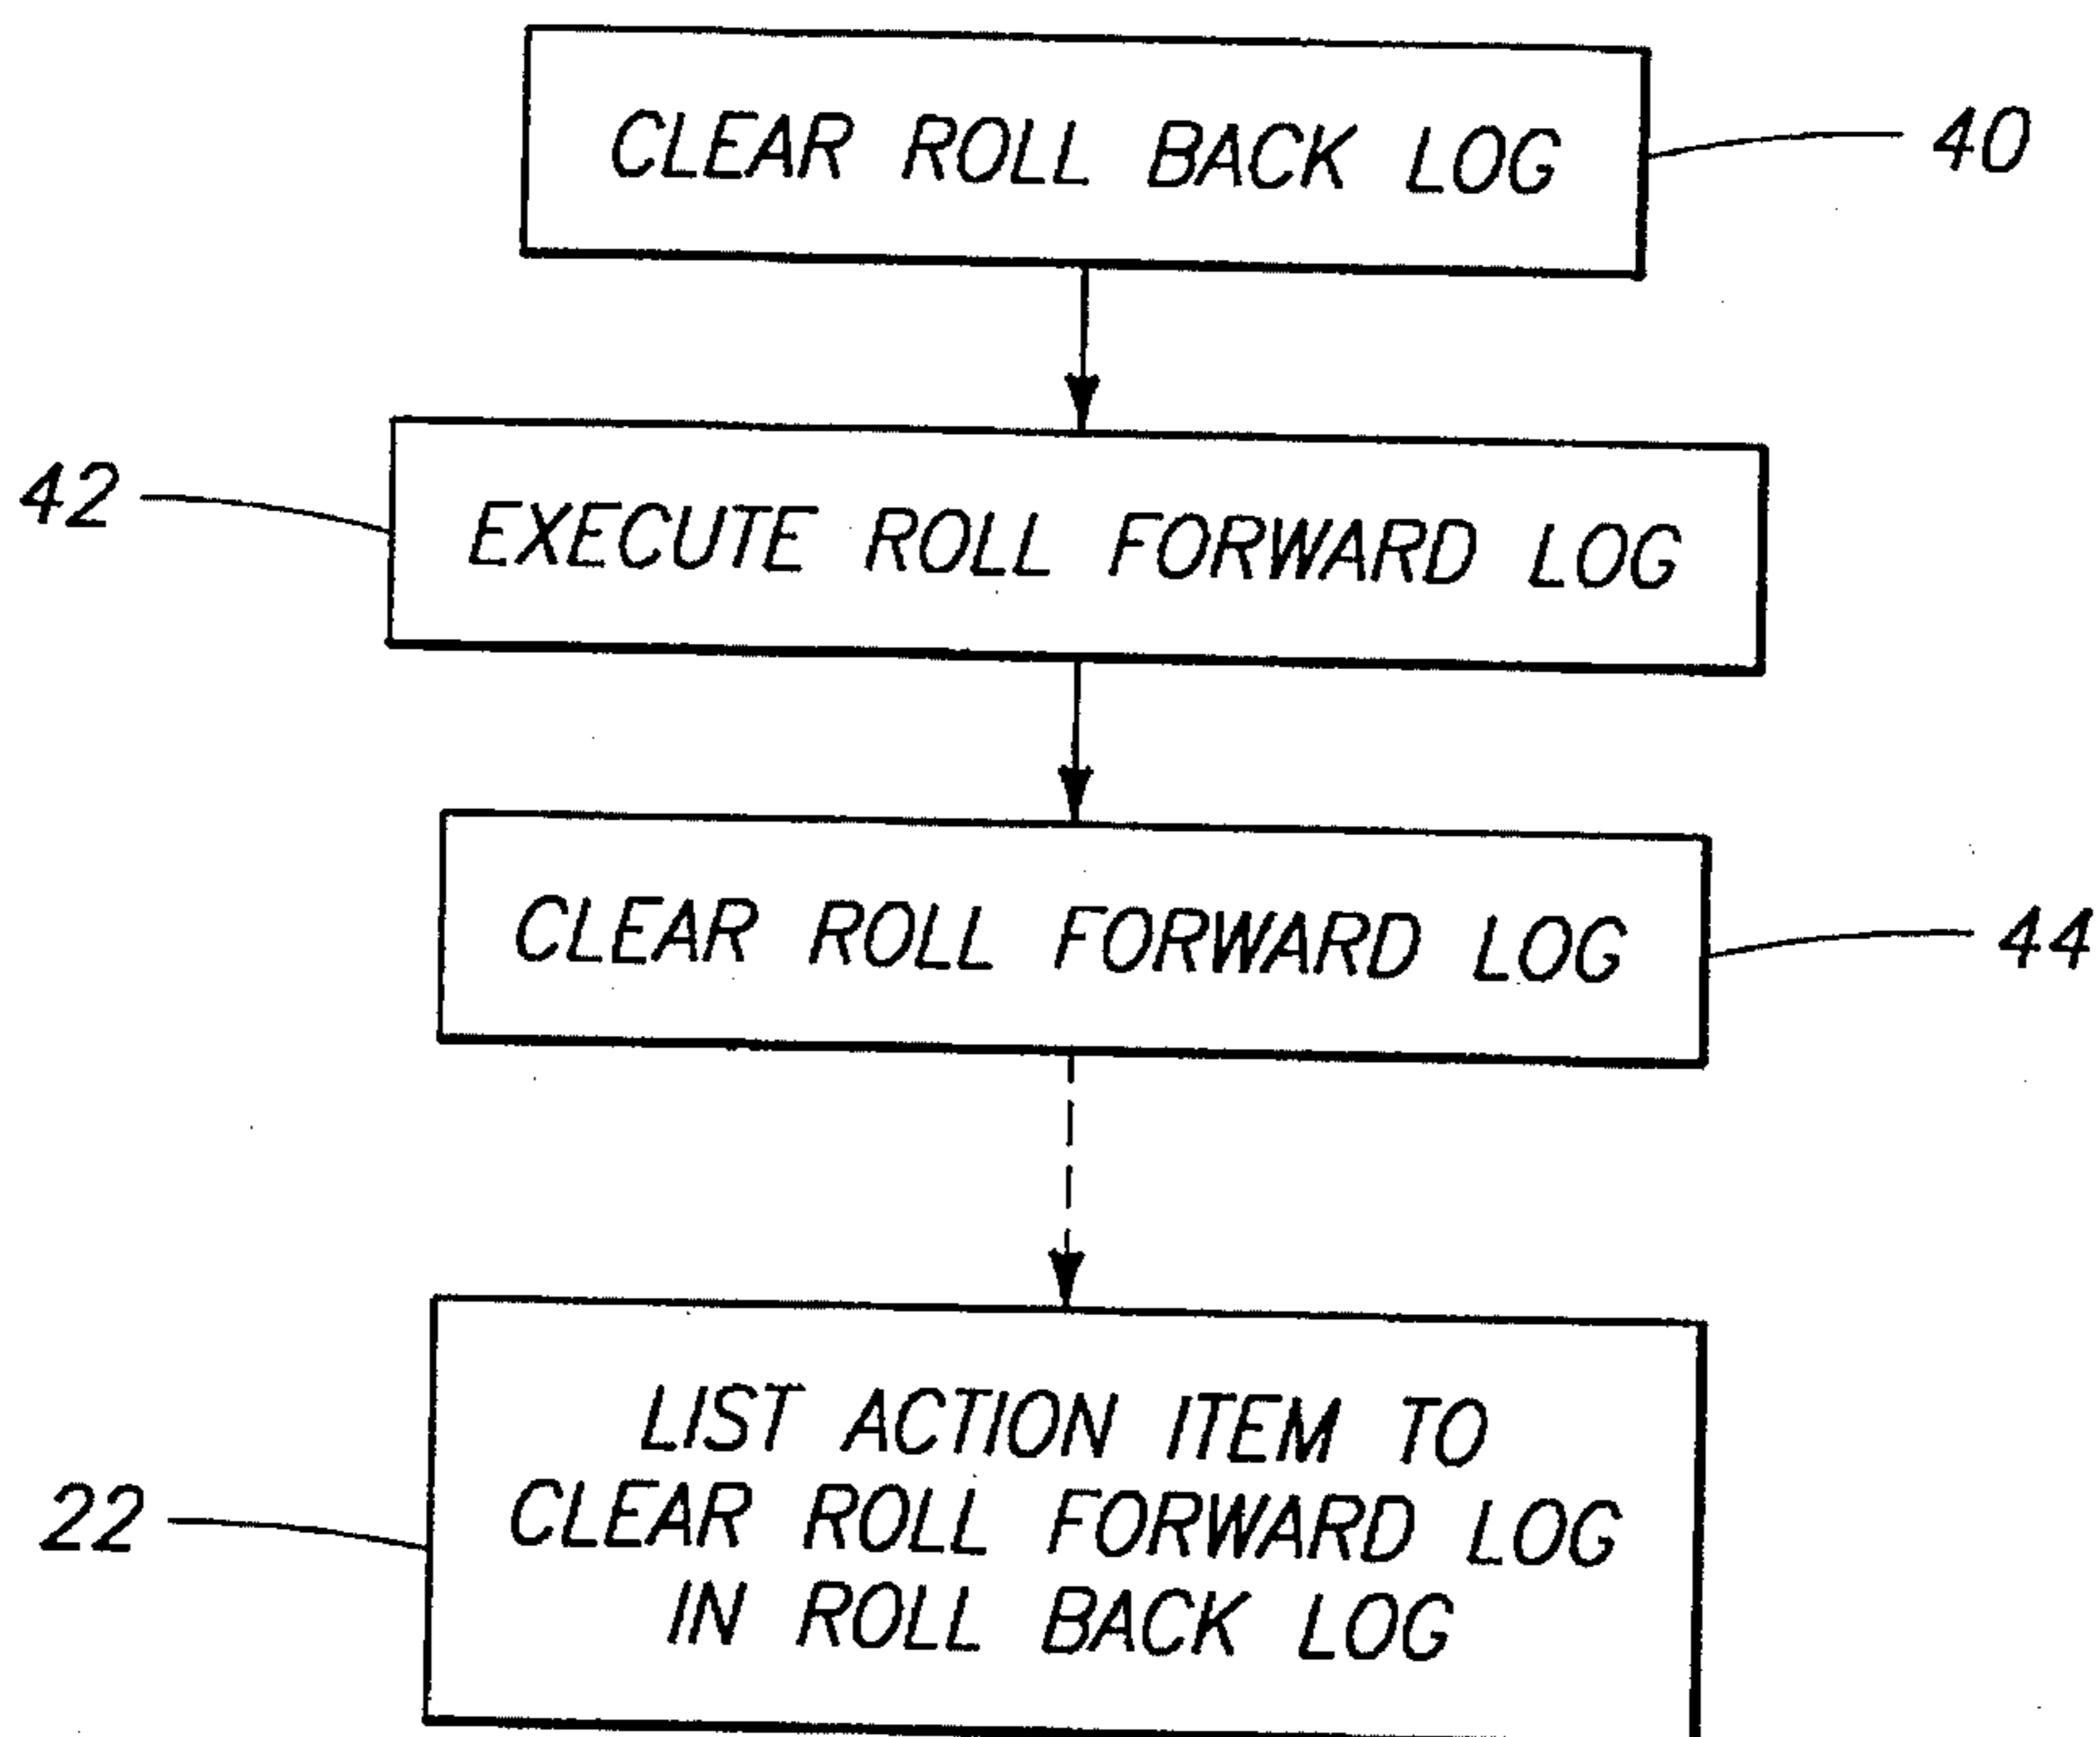 CLEAR ROLL BACK LOG
40
42
EXECUTE ROLL FORWARD LOG
CLEAR ROLL FORWARD LOG
44
LIST ACTION ITEM TO
CLEAR ROLL FORWARD LOG
IN ROLL BACK LOG
22